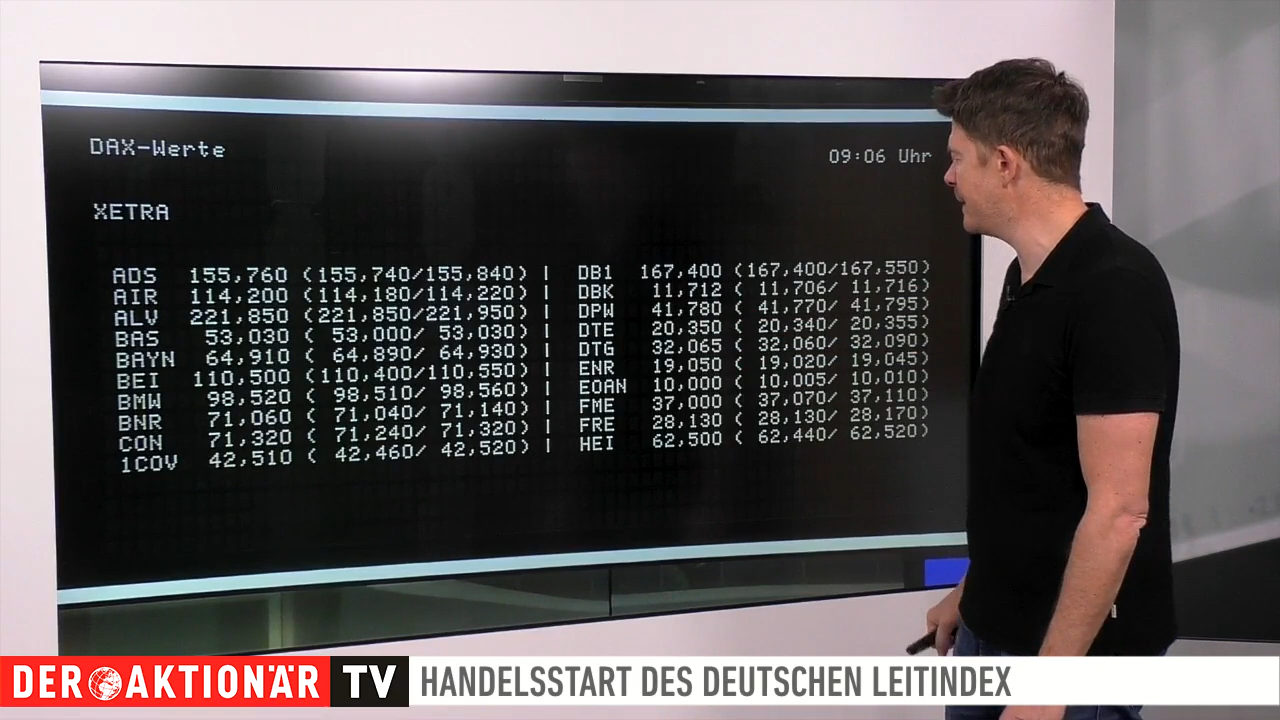 DAX-Werte
09:06 Uhr
XETRA
ADS 155,760 (155,740/155,840) | DB1 167,400 (167,400/167,550)
AIR 114,200 (114,180/114,220) | DBK 11,712 ( 11,706/ 11,716)
ALV 221,850 (221,850/221,950) | DPW 41,780 ( 41,770/ 41,795)
BAS 53,030 ( 53,000/ 53,030) | DTE 20,350 ( 20,340/ 20,355)
BAYN 64,910 ( 64,890/ 64,930) | DTG 32,065 ( 32,060/ 32,090)
BEI 110,500 (110,400/110,550) | ENR 19,050 ( 19,020/ 19,045)
BMW 98,520 ( 98,510/ 98,560) | EOAN 10,000 ( 10,005/ 10,010)
BNR 71,060 ( 71,040/ 71,140) | FME 37,000 ( 37,070/ 37,110)
CON 71,320 ( 71,240/ 71,320) | FRE 28,130 ( 28,130/ 28,170)
1COV 42,510 ( 42,460/ 42,520) | HEI 62,500 ( 62,440/ 62,520)
DER AKTIONÄR TV
HANDELSSTART DES DEUTSCHEN LEITINDEX